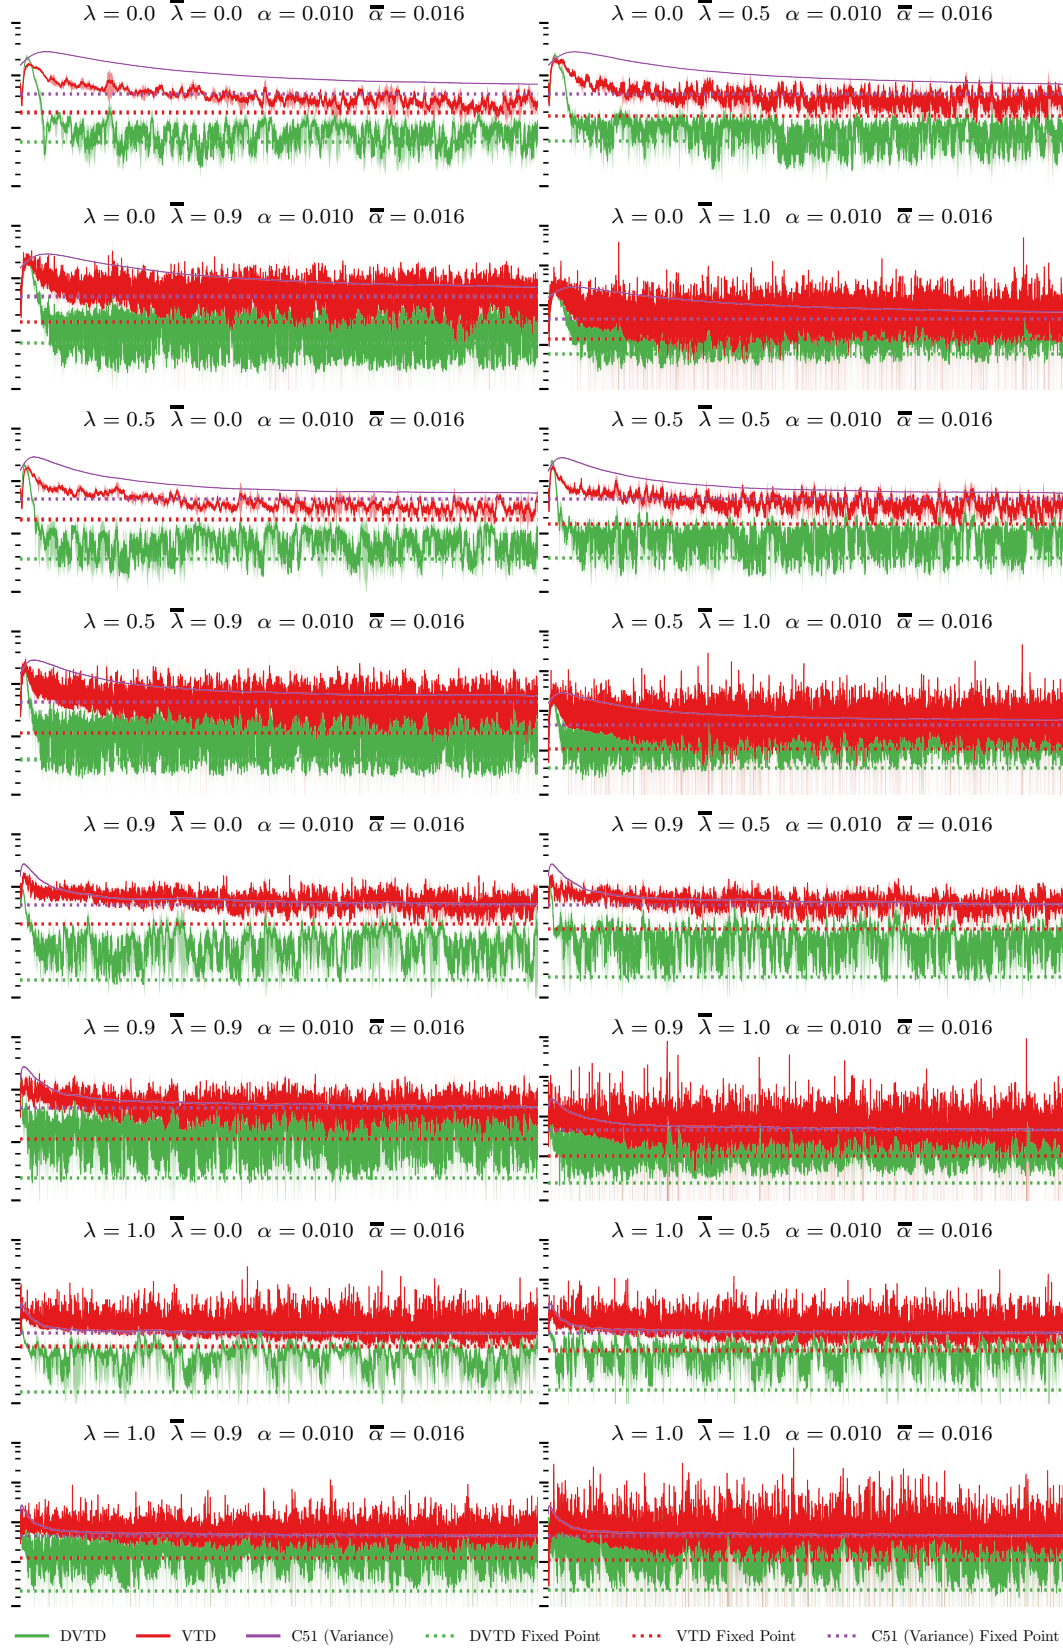 λ = 0.0 λ̅ = 0.0 α = 0.010 α̅ = 0.016
λ = 0.0 λ̅ = 0.5 α = 0.010 α̅ = 0.016
λ = 0.0 λ̅ = 0.9 α = 0.010 α̅ = 0.016
λ = 0.0 λ̅ = 1.0 α = 0.010 α̅ = 0.016
λ = 0.5 λ̅ = 0.0 α = 0.010 α̅ = 0.016
λ = 0.5 λ̅ = 0.5 α = 0.010 α̅ = 0.016
λ = 0.5 λ̅ = 0.9 α = 0.010 α̅ = 0.016
λ = 0.5 λ̅ = 1.0 α = 0.010 α̅ = 0.016
λ = 0.9 λ̅ = 0.0 α = 0.010 α̅ = 0.016
λ = 0.9 λ̅ = 0.5 α = 0.010 α̅ = 0.016
λ = 0.9 λ̅ = 0.9 α = 0.010 α̅ = 0.016
λ = 0.9 λ̅ = 1.0 α = 0.010 α̅ = 0.016
λ = 1.0 λ̅ = 0.0 α = 0.010 α̅ = 0.016
λ = 1.0 λ̅ = 0.5 α = 0.010 α̅ = 0.016
λ = 1.0 λ̅ = 0.9 α = 0.010 α̅ = 0.016
λ = 1.0 λ̅ = 1.0 α = 0.010 α̅ = 0.016
DVTD VTD C51 (Variance) DVTD Fixed Point VTD Fixed Point C51 (Variance) Fixed Point